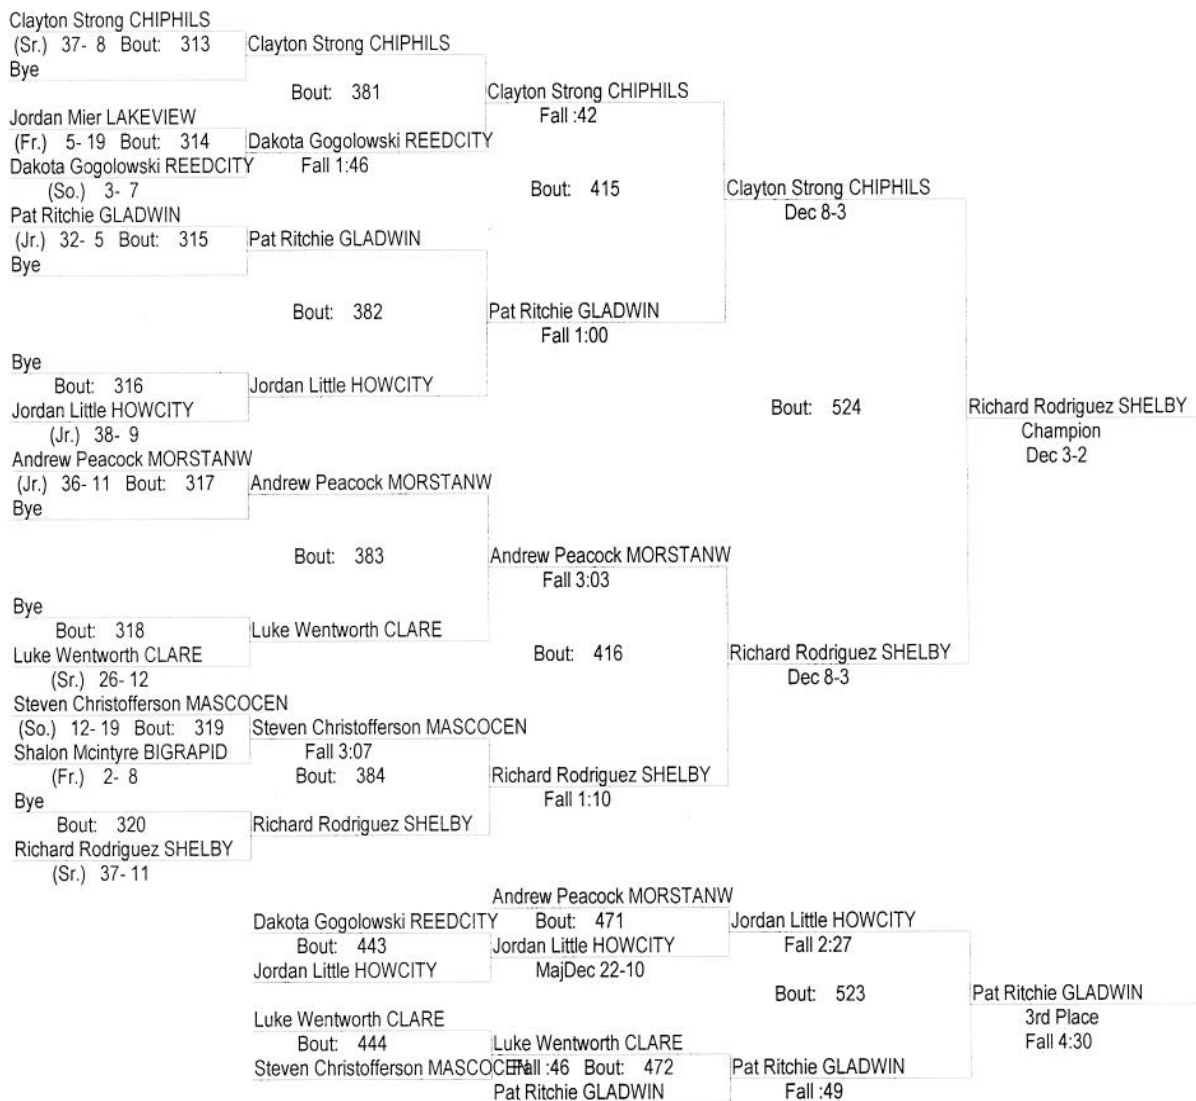 Clayton Strong CHIPHILS
(Sr.) 37- 8 Bout: 313 Clayton Strong CHIPHILS
Bye
Bout: 381 Clayton Strong CHIPHILS
Fall :42
Jordan Mier LAKEVIEW
(Fr.) 5- 19 Bout: 314 Dakota Gogolowski REEDCITY
Dakota Gogolowski REEDCITY Fall 1:46
(So.) 3- 7 Bout: 415 Clayton Strong CHIPHILS
Pat Ritchie GLADWIN Dec 8-3
(Jr.) 32- 5 Bout: 315 Pat Ritchie GLADWIN
Bye
Bout: 382 Pat Ritchie GLADWIN
Fall 1:00
Bye
Bout: 316 Jordan Little HOWCITY
Jordan Little HOWCITY Bout: 524 Richard Rodriguez SHELBY
(Jr.) 38- 9 Champion
Andrew Peacock MORSTANW Dec 3-2
(Jr.) 36- 11 Bout: 317 Andrew Peacock MORSTANW
Bye
Bout: 383 Andrew Peacock MORSTANW
Fall 3:03
Bye
Bout: 318 Luke Wentworth CLARE
Luke Wentworth CLARE Bout: 416 Richard Rodriguez SHELBY
(Sr.) 26- 12 Dec 8-3
Steven Christofferson MASCOCEN
(So.) 12- 19 Bout: 319 Steven Christofferson MASCOCEN
Shalon Mcintyre BIGRAPID Fall 3:07
(Fr.) 2- 8 Bout: 384 Richard Rodriguez SHELBY
Bye Fall 1:10
Bout: 320 Richard Rodriguez SHELBY
Richard Rodriguez SHELBY
(Sr.) 37- 11
Andrew Peacock MORSTANW
Dakota Gogolowski REEDCITY Bout: 471 Jordan Little HOWCITY
Bout: 443 Jordan Little HOWCITY Fall 2:27
Jordan Little HOWCITY MajDec 22-10
Bout: 523 Pat Ritchie GLADWIN
Luke Wentworth CLARE 3rd Place
Bout: 444 Luke Wentworth CLARE Fall 4:30
Steven Christofferson MASCOCEN Fall :46 Bout: 472 Pat Ritchie GLADWIN
Pat Ritchie GLADWIN Fall :49